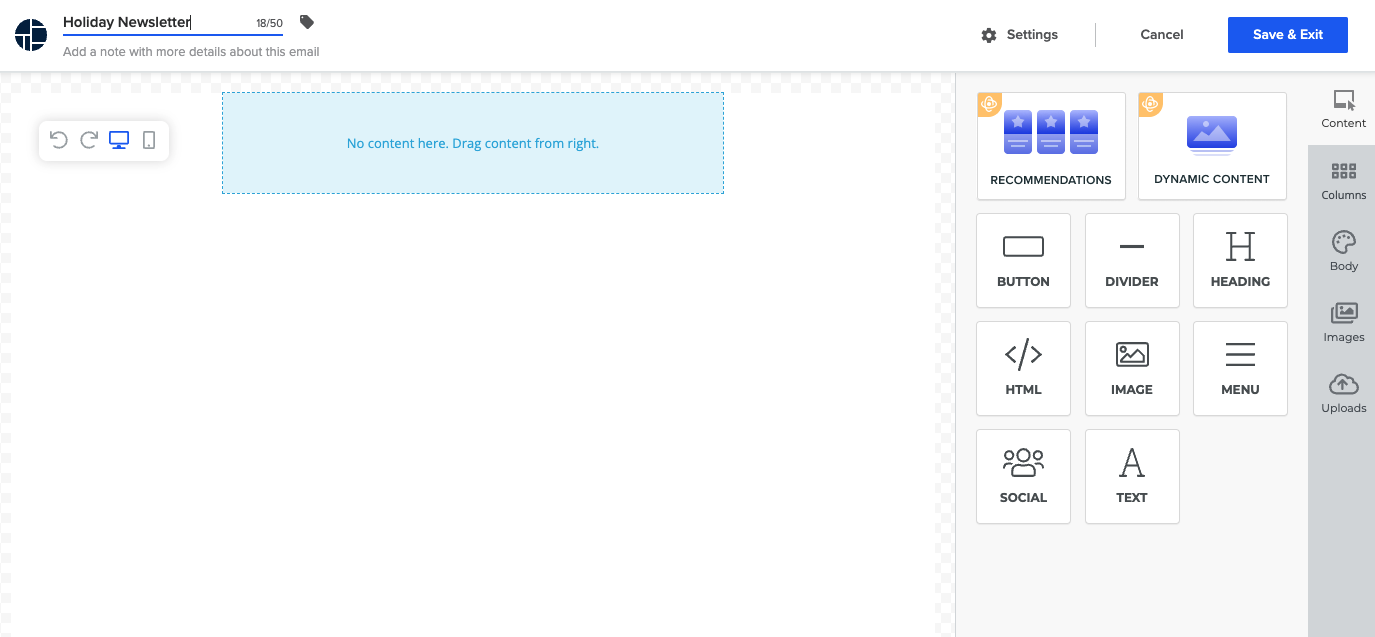 Holiday Newsletter
18/50
Add a note with more details about this email
Settings
Cancel
Save & Exit
No content here. Drag content from right.
RECOMMENDATIONS
DYNAMIC CONTENT
BUTTON
DIVIDER
HEADING
HTML
IMAGE
MENU
SOCIAL
TEXT
Content
Columns
Body
Images
Uploads